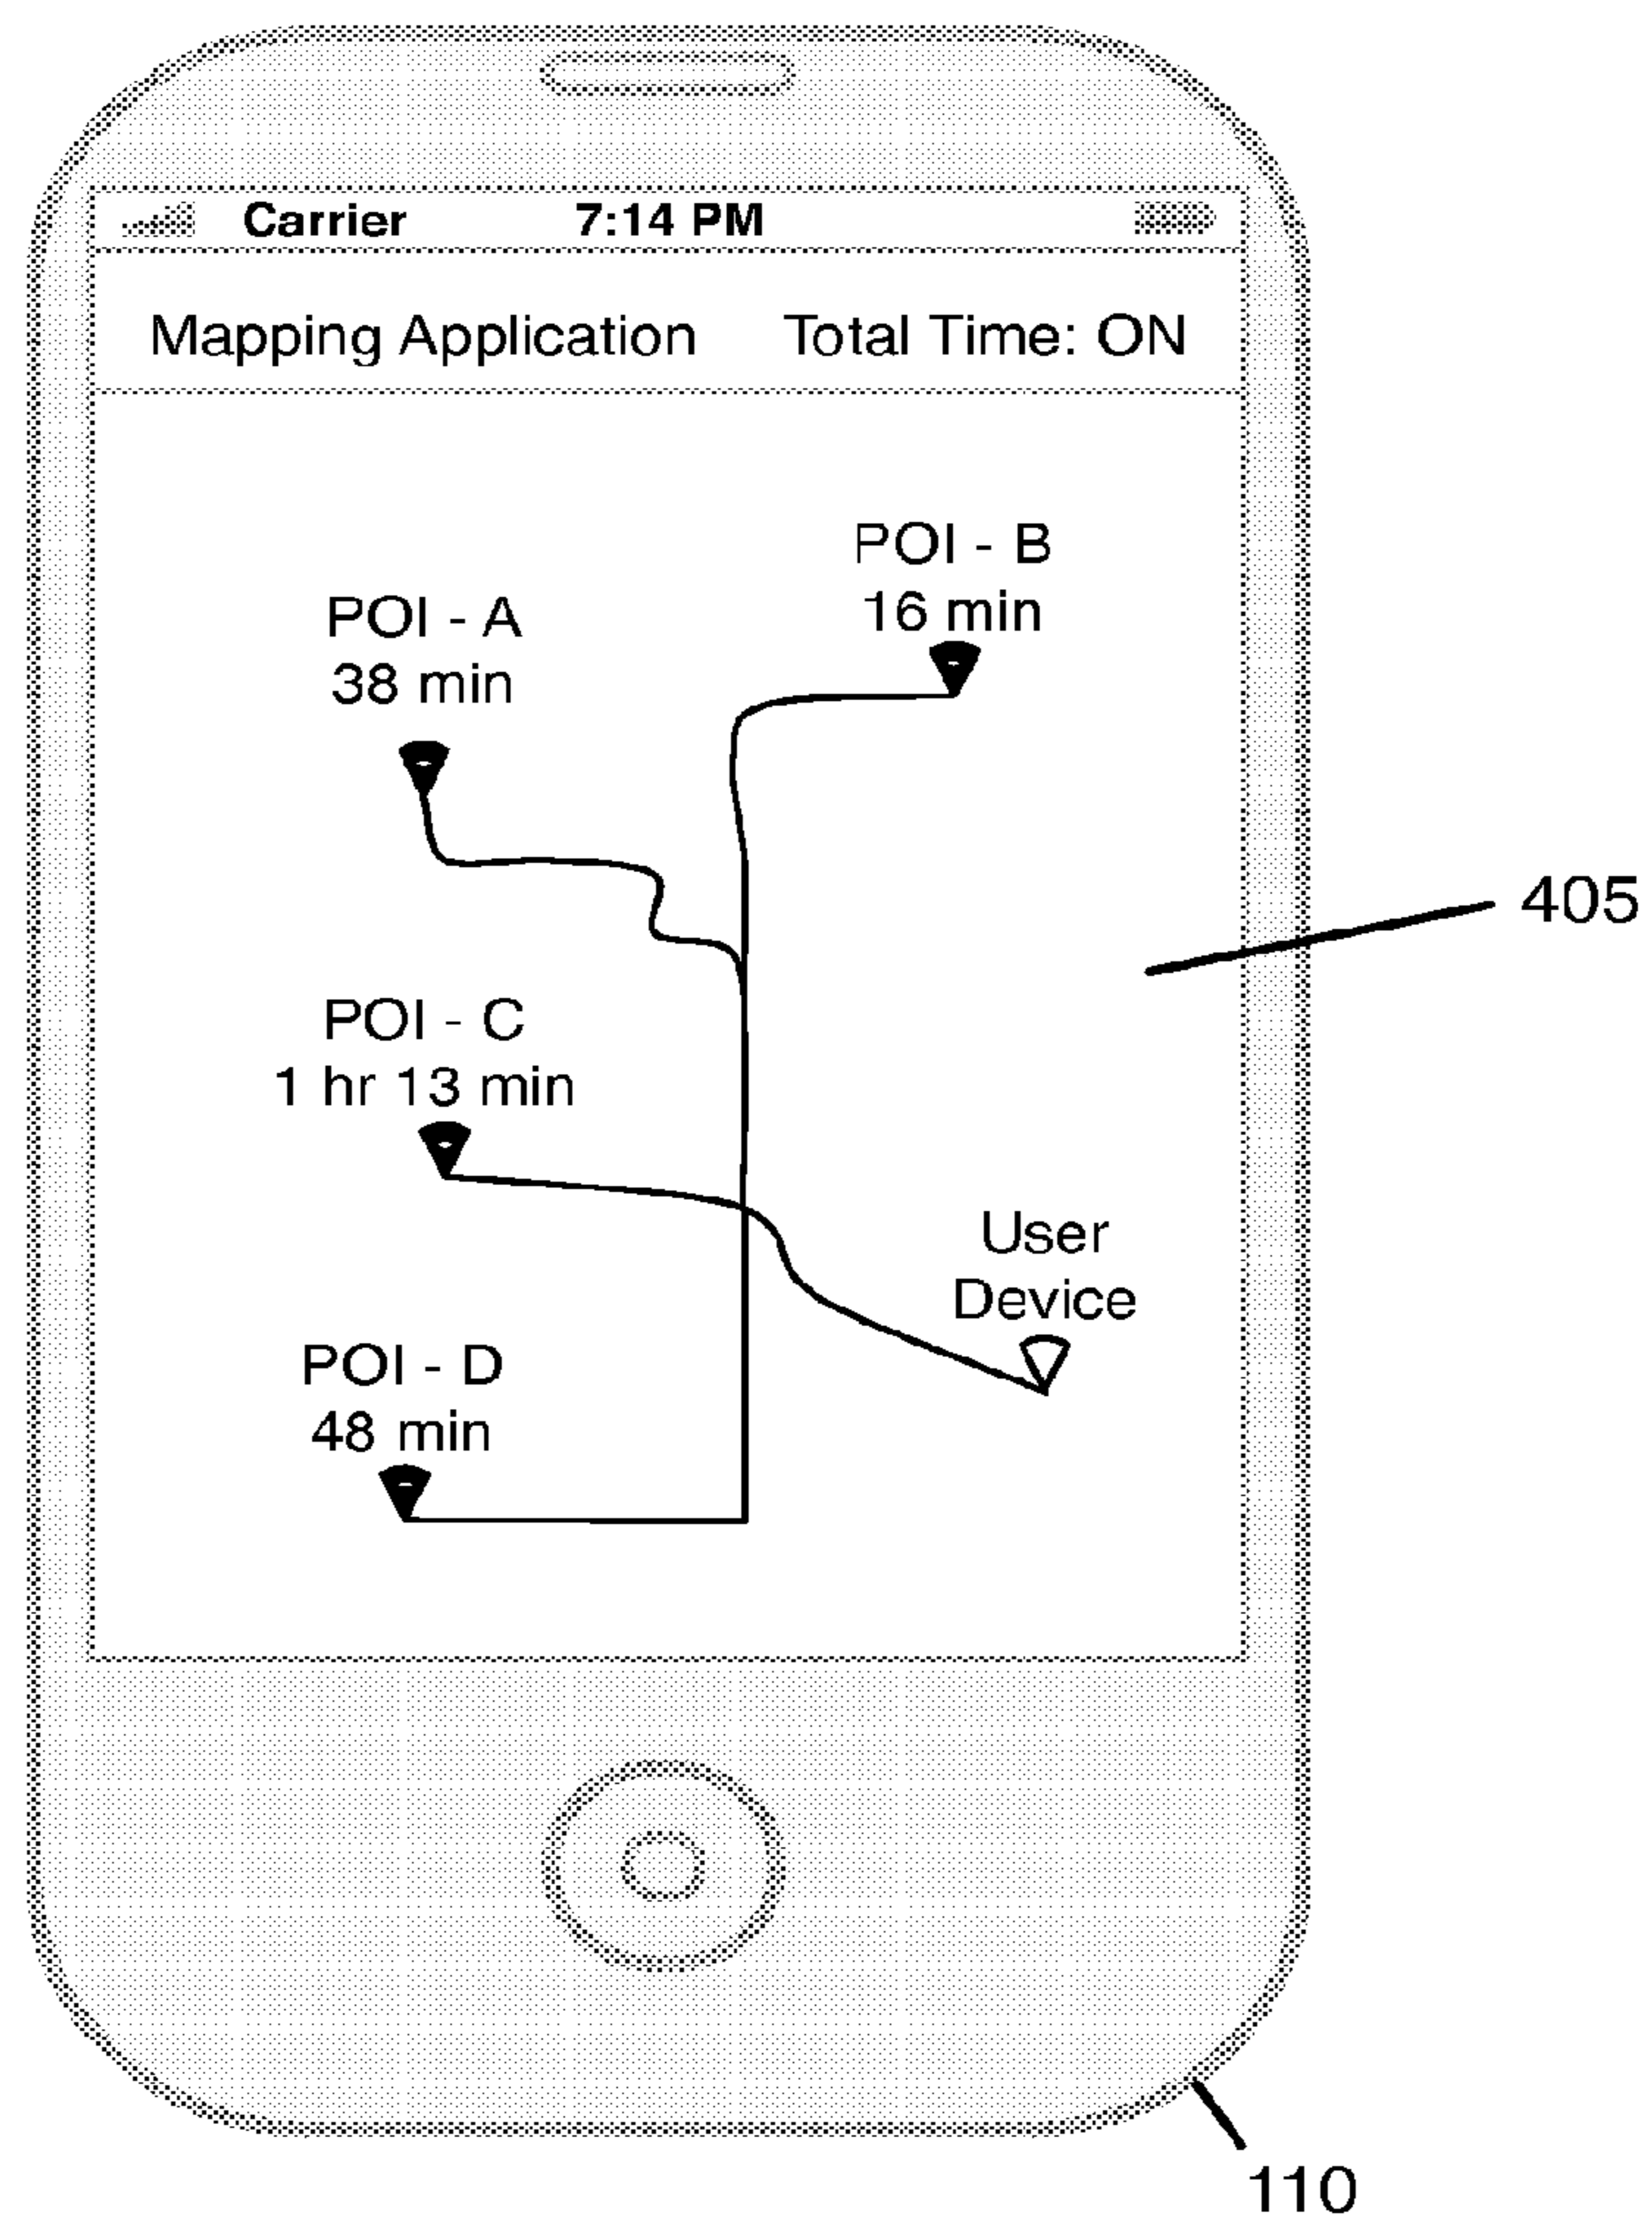 Carrier 7:14 PM
Mapping Application Total Time: ON
POI - B
16 min
POI - A
38 min
405
POI - C
1 hr 13 min
User
Device
POI - D
48 min
110